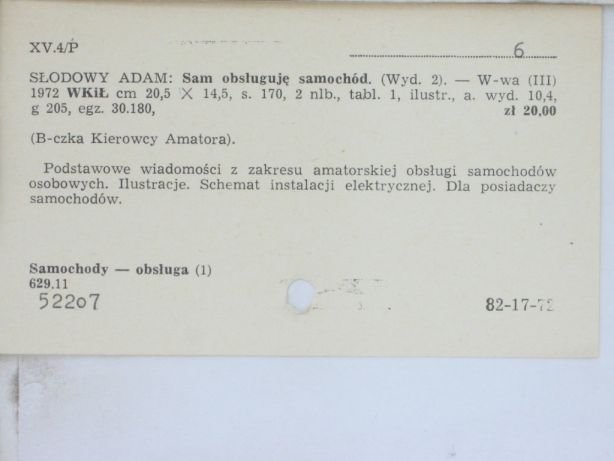 XV.4/P
6
SŁODOWY ADAM: Sam obsługuję samochód. (Wyd. 2). — W-wa (III)
1972 WKiŁ cm 20,5 × 14,5, s. 170, 2 nlb., tabl. 1, ilustr., a. wyd. 10,4,
g 205, egz. 30.180, zł 20,00
(B-czka Kierowcy Amatora).
Podstawowe wiadomości z zakresu amatorskiej obsługi samochodów
osobowych. Ilustracje. Schemat instalacji elektrycznej. Dla posiadaczy
samochodów.
Samochody — obsługa (1)
629.11
52207
82-17-72